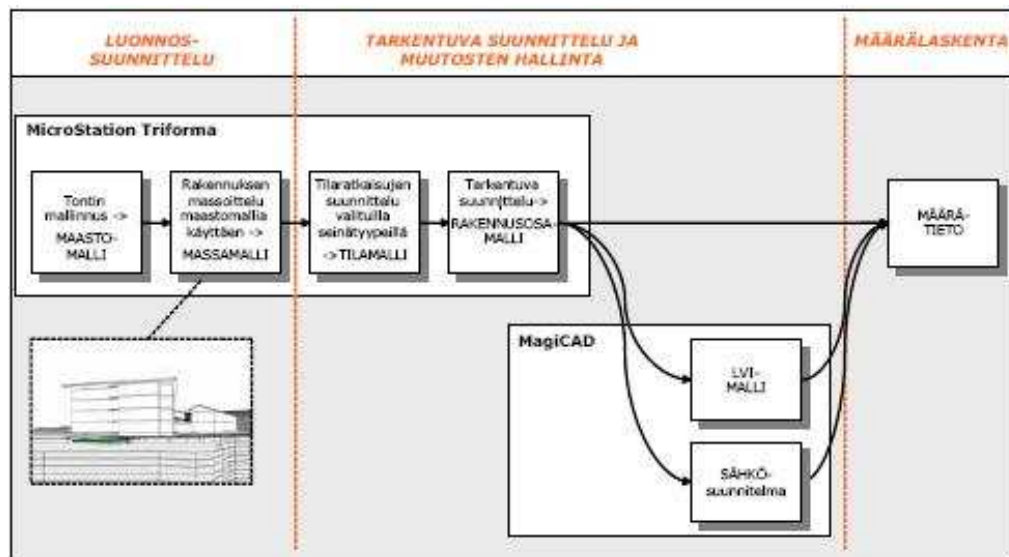 LUONNOS-
SUUNNITTELU
TARKENTUVA SUUNNITTELU JA
MUUTOSTEN HALLINTA
MÄÄRÄLASKENTA
MicroStation Triforma
Tontin
mallinnus ->
MAASTO-
MALLI
Rakennuksen
massoittelu
maastomallia
käyttäen ->
MASSAMALLI
Tilaratkaisujen
suunnittelu
valituilla
seinätyypeillä
->TILAMALLI
Tarkentuva
suunnittelu->
RAKENNUSOSA-
MALLI
MÄÄRÄ-
TIETO
MagiCAD
LVI-
MALLI
SÄHKÖ-
suunnitelma